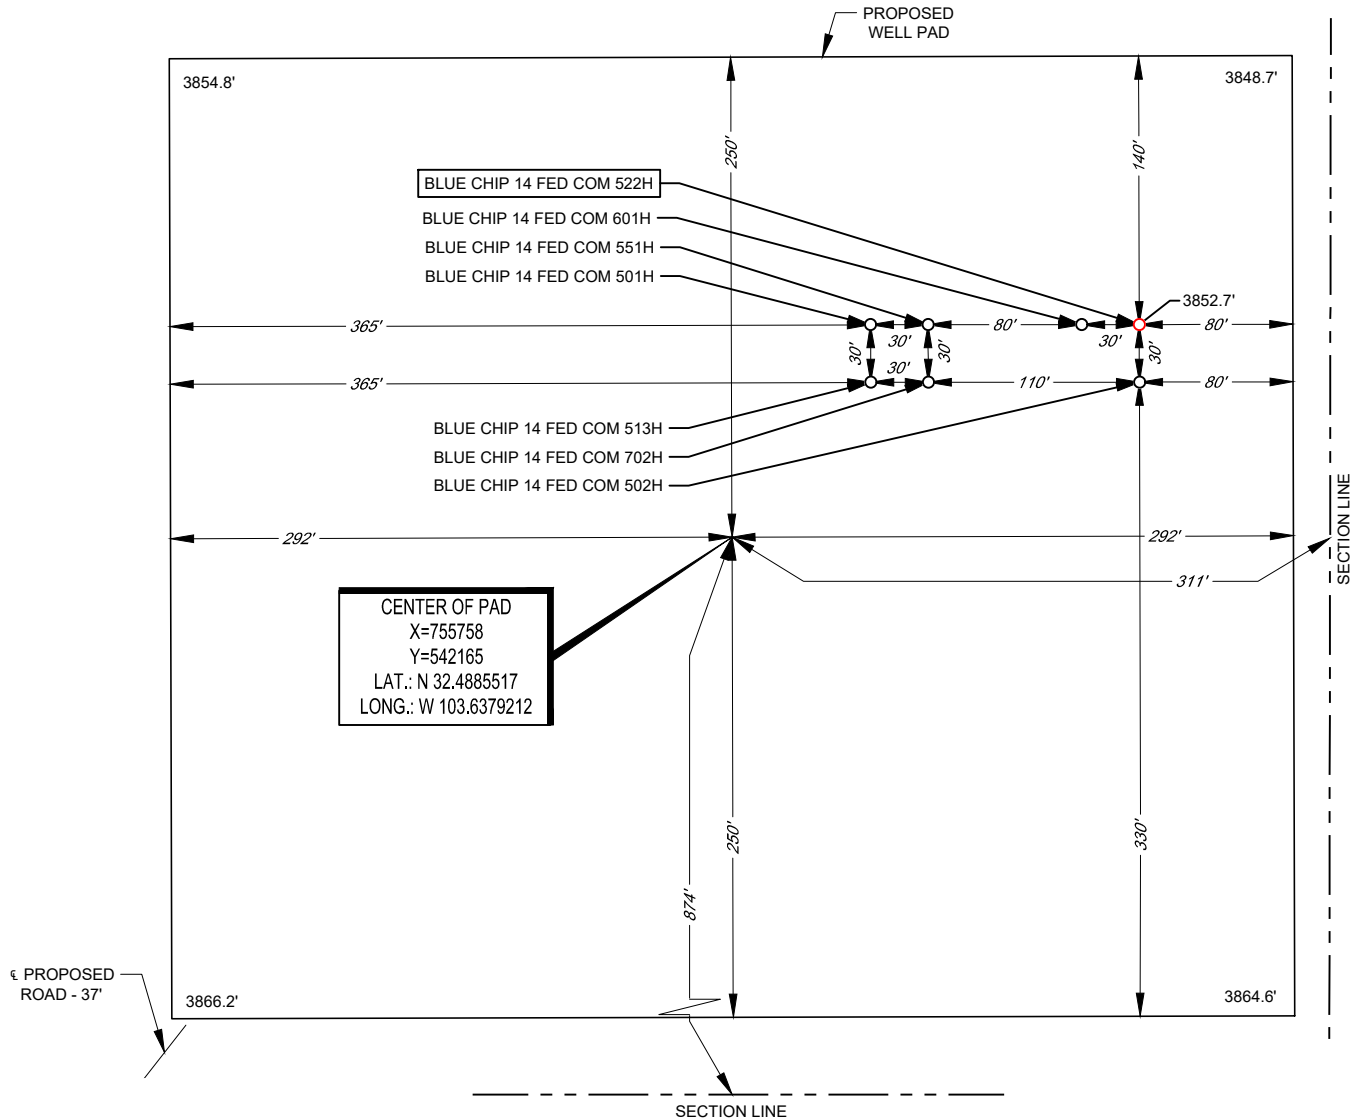 PROPOSED
WELL PAD
3854.8'
3848.7'
250'
140'
BLUE CHIP 14 FED COM 522H
BLUE CHIP 14 FED COM 601H
BLUE CHIP 14 FED COM 551H
BLUE CHIP 14 FED COM 501H
3852.7'
365'
30'
80'
30'
80'
30'
30'
30'
365'
30'
110'
80'
BLUE CHIP 14 FED COM 513H
BLUE CHIP 14 FED COM 702H
BLUE CHIP 14 FED COM 502H
SECTION LINE
292'
292'
311'
CENTER OF PAD
X=755758
Y=542165
LAT.: N 32.4885517
LONG.: W 103.6379212
250'
330'
874'
℄ PROPOSED
ROAD - 37'
3866.2'
3864.6'
SECTION LINE